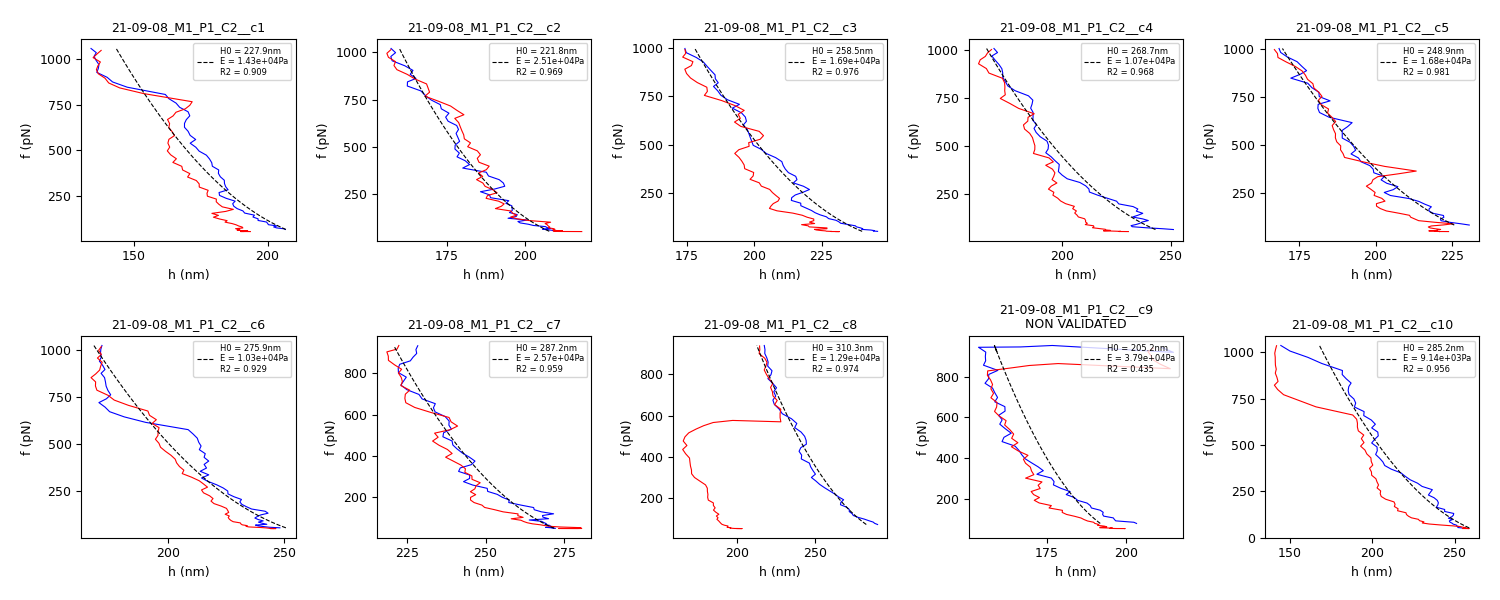 21-09-08_M1_P1_C2__c1
H0 = 227.9nm
E = 1.43e+04Pa
R2 = 0.909
f (pN)
1000
750
500
250
150
200
h (nm)
21-09-08_M1_P1_C2__c2
H0 = 221.8nm
E = 2.51e+04Pa
R2 = 0.969
f (pN)
1000
750
500
250
175
200
h (nm)
21-09-08_M1_P1_C2__c3
H0 = 258.5nm
E = 1.69e+04Pa
R2 = 0.976
f (pN)
1000
750
500
250
175
200
225
h (nm)
21-09-08_M1_P1_C2__c4
H0 = 268.7nm
E = 1.07e+04Pa
R2 = 0.968
f (pN)
1000
750
500
250
200
250
h (nm)
21-09-08_M1_P1_C2__c5
H0 = 248.9nm
E = 1.68e+04Pa
R2 = 0.981
f (pN)
1000
750
500
250
175
200
225
h (nm)
21-09-08_M1_P1_C2__c6
H0 = 275.9nm
E = 1.03e+04Pa
R2 = 0.929
f (pN)
1000
750
500
250
200
250
h (nm)
21-09-08_M1_P1_C2__c7
H0 = 287.2nm
E = 2.57e+04Pa
R2 = 0.959
f (pN)
800
600
400
200
225
250
275
h (nm)
21-09-08_M1_P1_C2__c8
H0 = 310.3nm
E = 1.29e+04Pa
R2 = 0.974
f (pN)
800
600
400
200
200
250
h (nm)
21-09-08_M1_P1_C2__c9
NON VALIDATED
H0 = 205.2nm
E = 3.79e+04Pa
R2 = 0.435
f (pN)
800
600
400
200
175
200
h (nm)
21-09-08_M1_P1_C2__c10
H0 = 285.2nm
E = 9.14e+03Pa
R2 = 0.956
f (pN)
1000
750
500
250
0
150
200
250
h (nm)